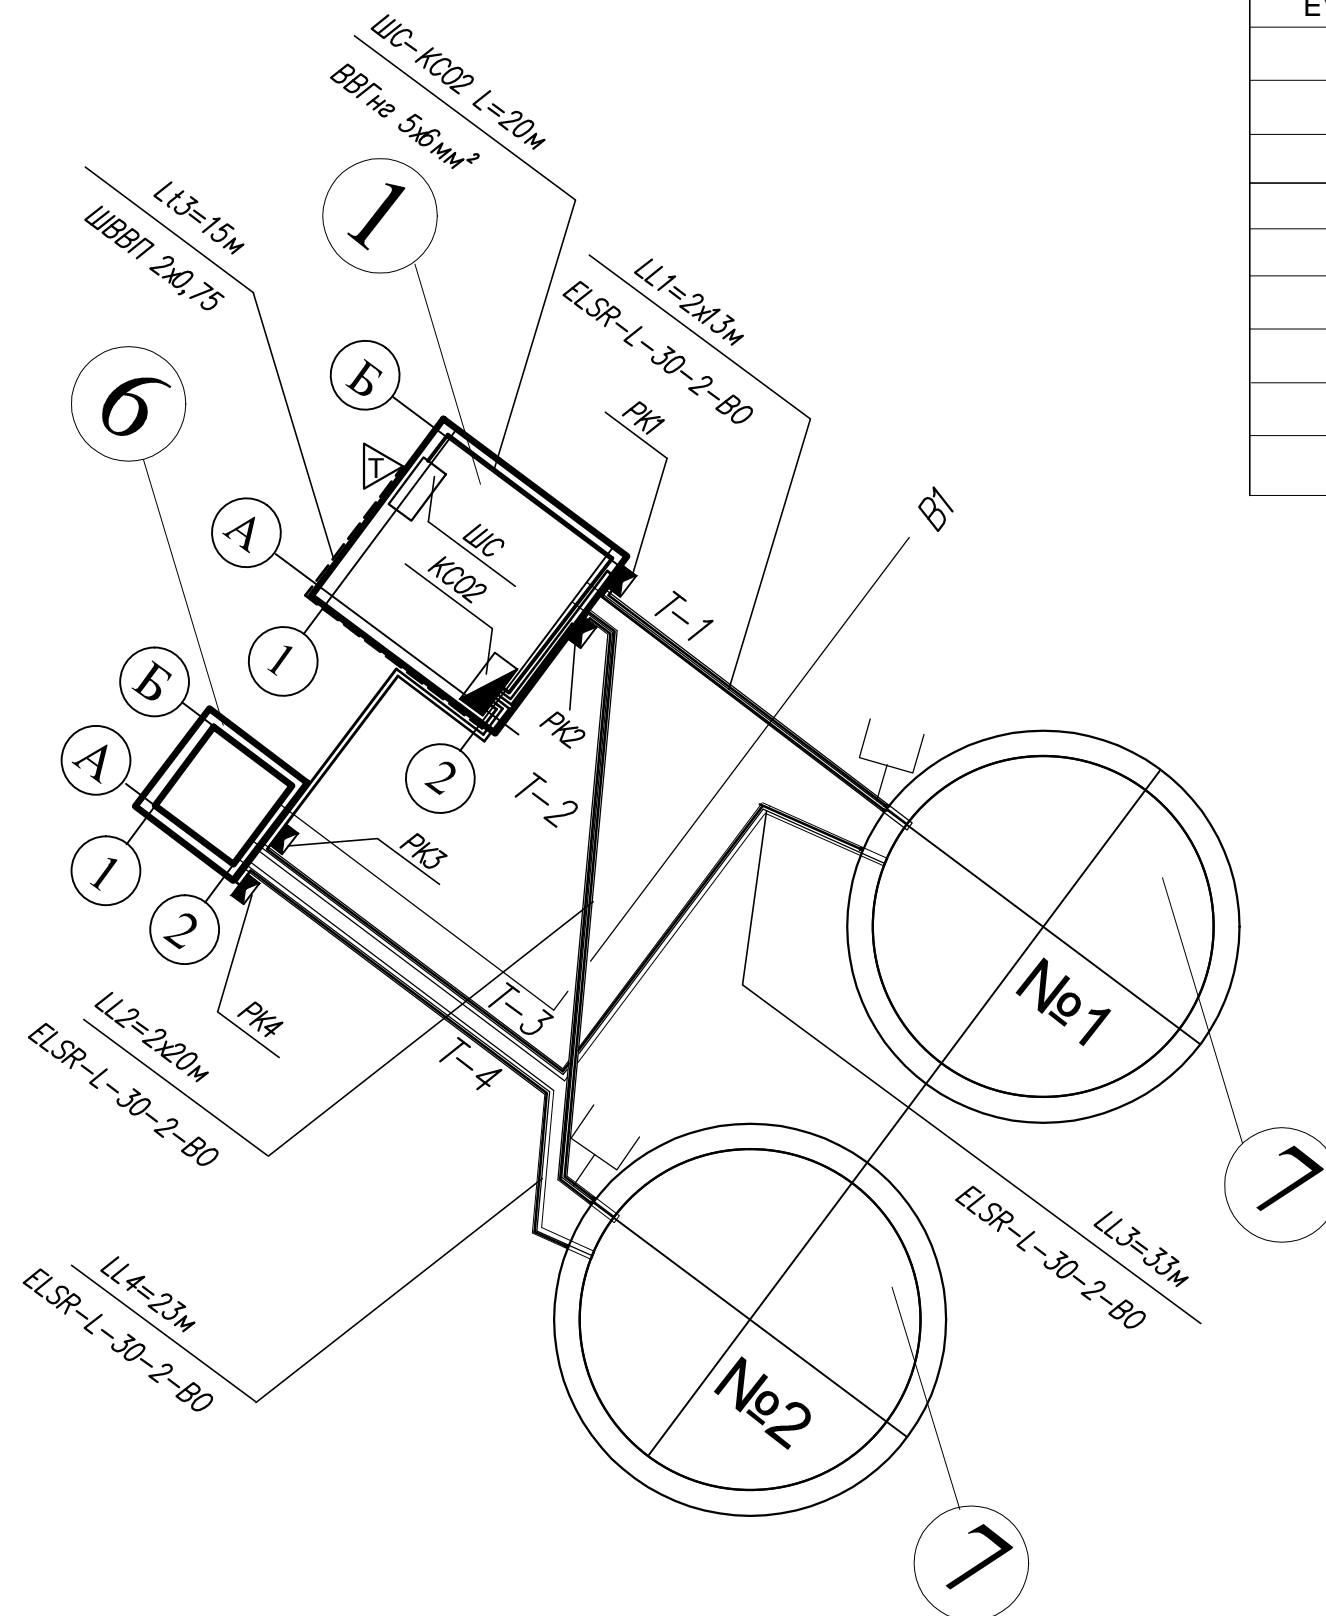 ШС-КС02 L=20м
ВВГнг 5х6мм²
1
Lt3=15м
ШВВП 2х0,75
LL1=2х13м
ELSR-L-30-2-BO
РК1
Б
6
Т
А
ШС
КС02
В1
Т-1
1
Б
РК2
2
Т-2
А
РК3
1
2
№1
LL2=2х20м
ELSR-L-30-2-BO
РК4
Т-3
Т-4
7
LL3=33м
ELSR-L-30-2-BO
LL4=23м
ELSR-L-30-2-BO
№2
7